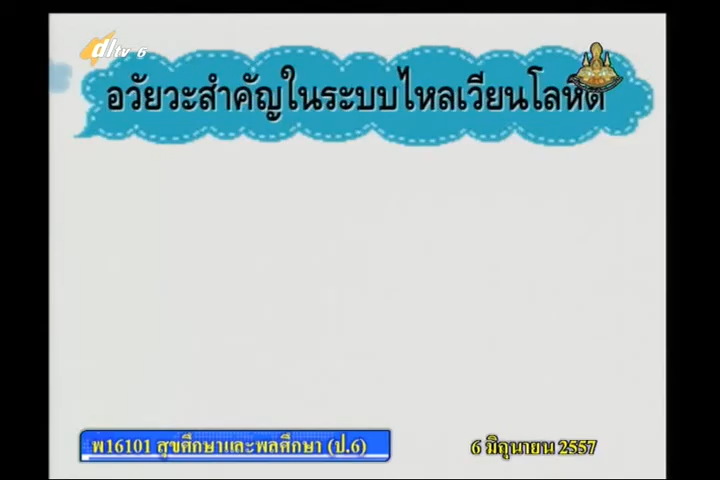 dltv 6
อวัยวะสำคัญในระบบไหลเวียนโลหิต
พ16101 สุขศึกษาและพลศึกษา (ป.6)
6 มิถุนายน 2557